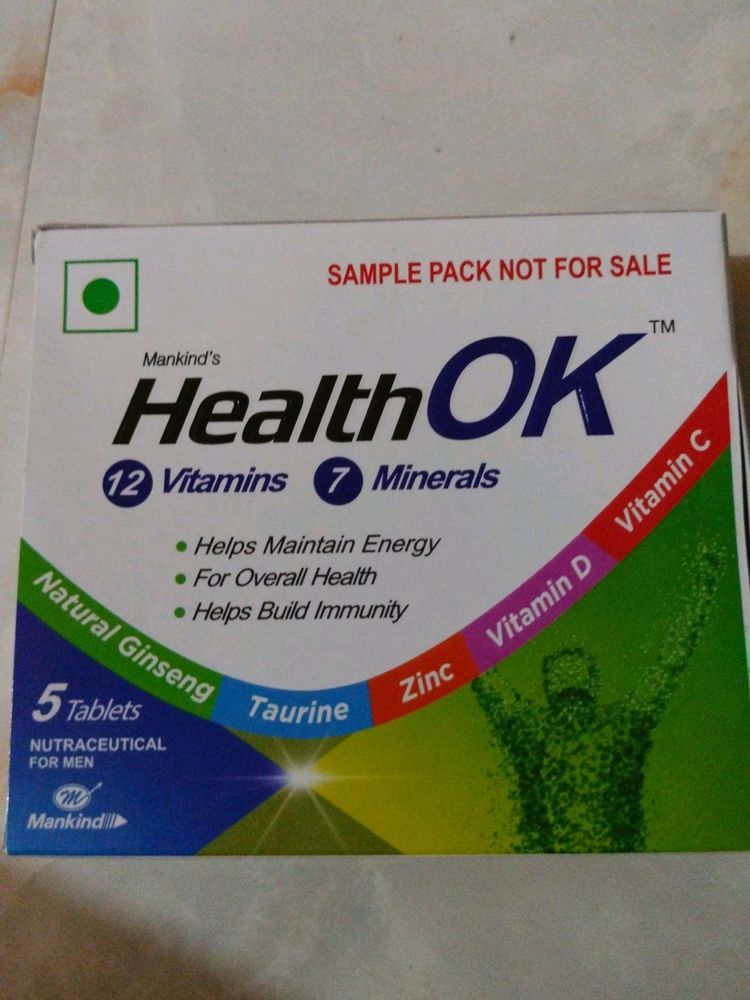 SAMPLE PACK NOT FOR SALE
Mankind's
HealthOK™
12 Vitamins 7 Minerals
• Helps Maintain Energy
• For Overall Health
• Helps Build Immunity
Natural Ginseng
Taurine
Zinc
Vitamin D
Vitamin C
5 Tablets
NUTRACEUTICAL
FOR MEN
Mankind